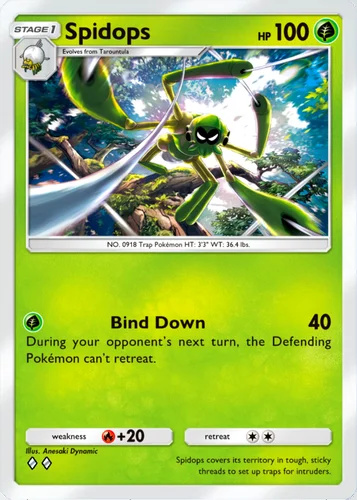 STAGE 1
Spidops
HP 100
Evolves from Tarountula
NO. 0918 Trap Pokémon HT: 3'3" WT: 36.4 lbs.
Bind Down 40
During your opponent's next turn, the Defending
Pokémon can't retreat.
weakness +20 retreat
Illus. Anesaki Dynamic
Spidops covers its territory in tough, sticky
threads to set up traps for intruders.